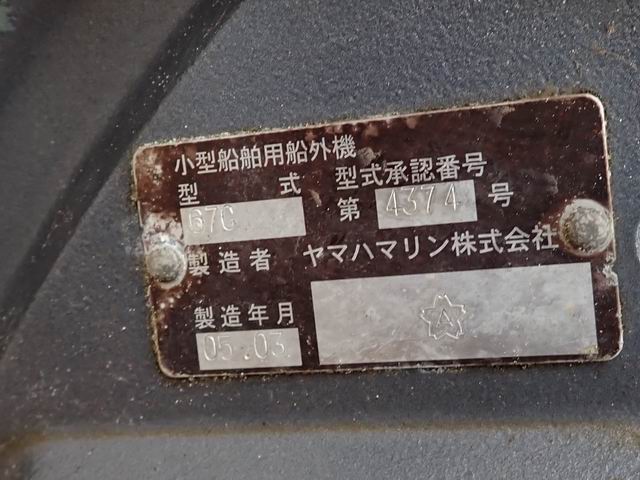 小型船舶用船外機
型 式 型式承認番号
67C 第 4374 号
製造者 ヤマハマリン株式会社
製造年月
05.03
A